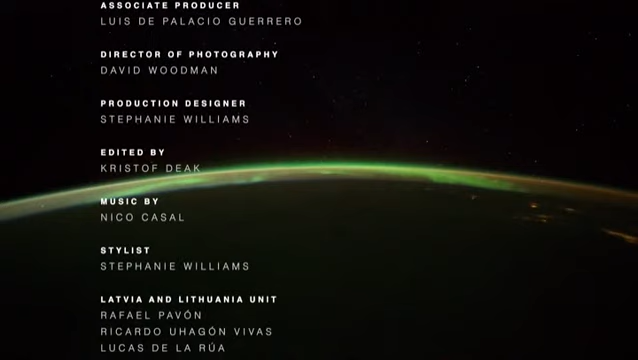 ASSOCIATE PRODUCER
LUIS DE PALACIO GUERRERO
DIRECTOR OF PHOTOGRAPHY
DAVID WOODMAN
PRODUCTION DESIGNER
STEPHANIE WILLIAMS
EDITED BY
KRISTOF DEAK
MUSIC BY
NICO CASAL
STYLIST
STEPHANIE WILLIAMS
LATVIA AND LITHUANIA UNIT
RAFAEL PAVÓN
RICARDO UHAGÓN VIVAS
LUCAS DE LA RÚA